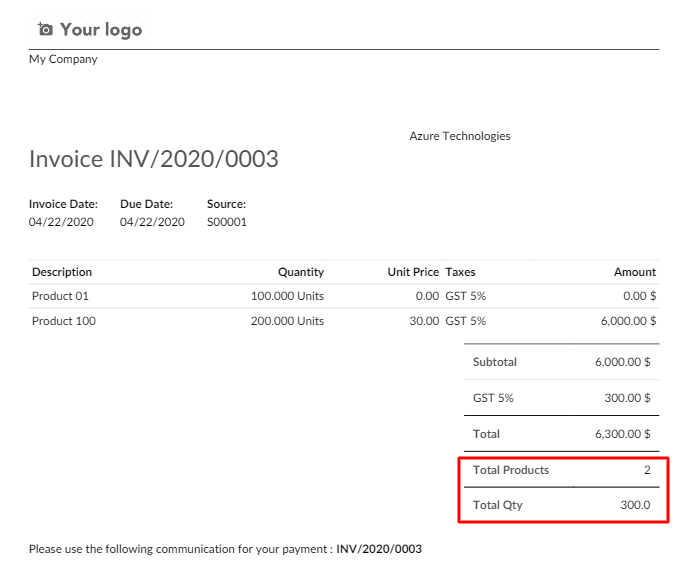 Your logo
My Company
Azure Technologies
Invoice INV/2020/0003
Invoice Date: Due Date: Source:
04/22/2020 04/22/2020 S00001
Description Quantity Unit Price Taxes Amount
Product 01 100.000 Units 0.00 GST 5% 0.00 $
Product 100 200.000 Units 30.00 GST 5% 6,000.00 $
Subtotal 6,000.00 $
GST 5% 300.00 $
Total 6,300.00 $
Total Products 2
Total Qty 300.0
Please use the following communication for your payment : INV/2020/0003